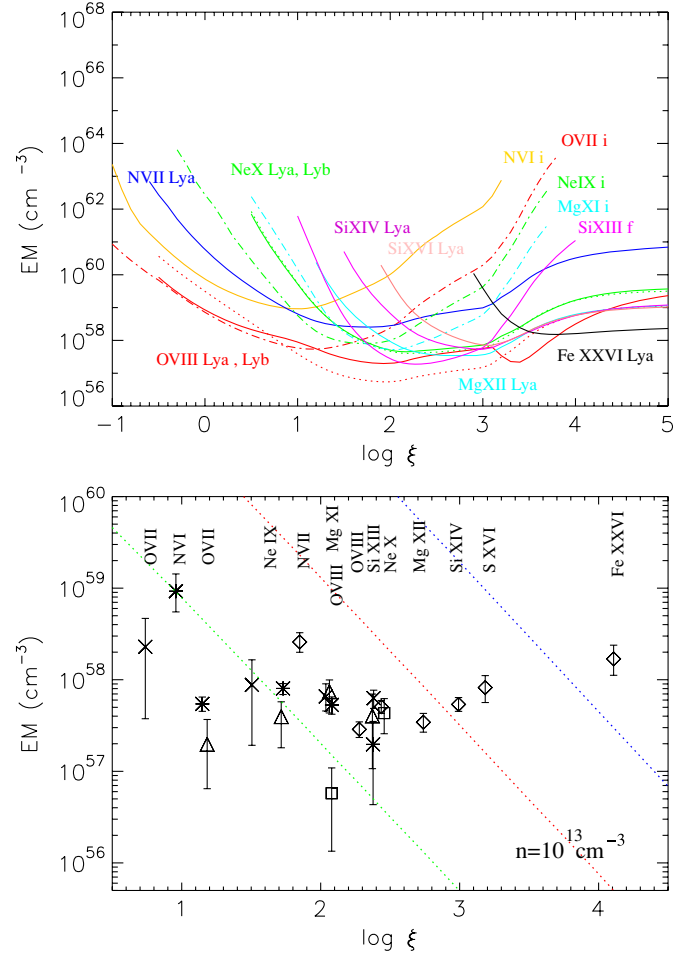 10^68
10^66
10^64
10^62
10^60
10^58
10^56
EM (cm^−3)
NVII Lya
NeX Lya, Lyb
NVI i
OVII i
NeIX i
MgXI i
SiXIV Lya
SiXVI Lya
SiXIII f
OVIII Lya , Lyb
MgXII Lya
Fe XXVI Lya
−1 0 1 2 3 4 5
log ξ
10^60
10^59
10^58
10^57
10^56
EM (cm^−3)
OVII
NVI
OVII
Ne IX
NVII
OVIII
Mg XI
OVIII
Si XIII
Ne X
Mg XII
Si XIV
S XVI
Fe XXVI
n=10^13cm^−3
1 2 3 4
log ξ